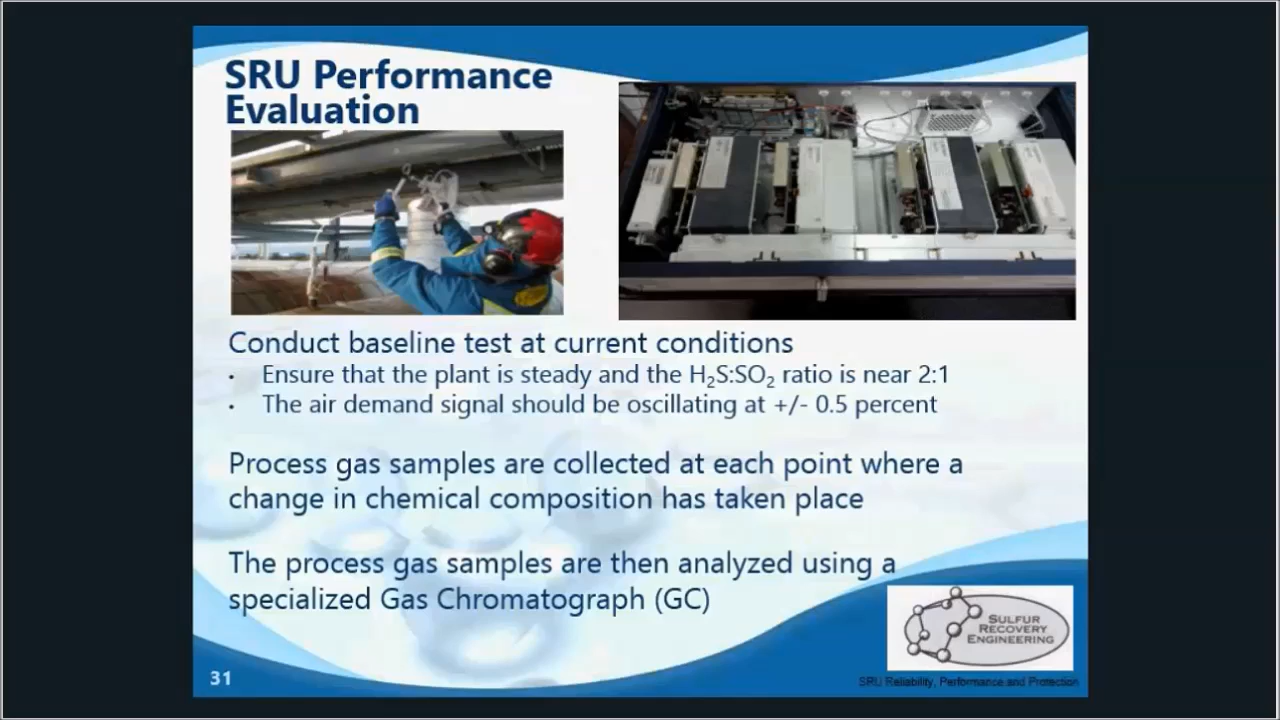 SRU Performance
Evaluation
Conduct baseline test at current conditions
• Ensure that the plant is steady and the H₂S:SO₂ ratio is near 2:1
• The air demand signal should be oscillating at +/- 0.5 percent
Process gas samples are collected at each point where a
change in chemical composition has taken place
The process gas samples are then analyzed using a
specialized Gas Chromatograph (GC)
SULFUR
RECOVERY
ENGINEERING
31
SRU Reliability, Performance and Protection